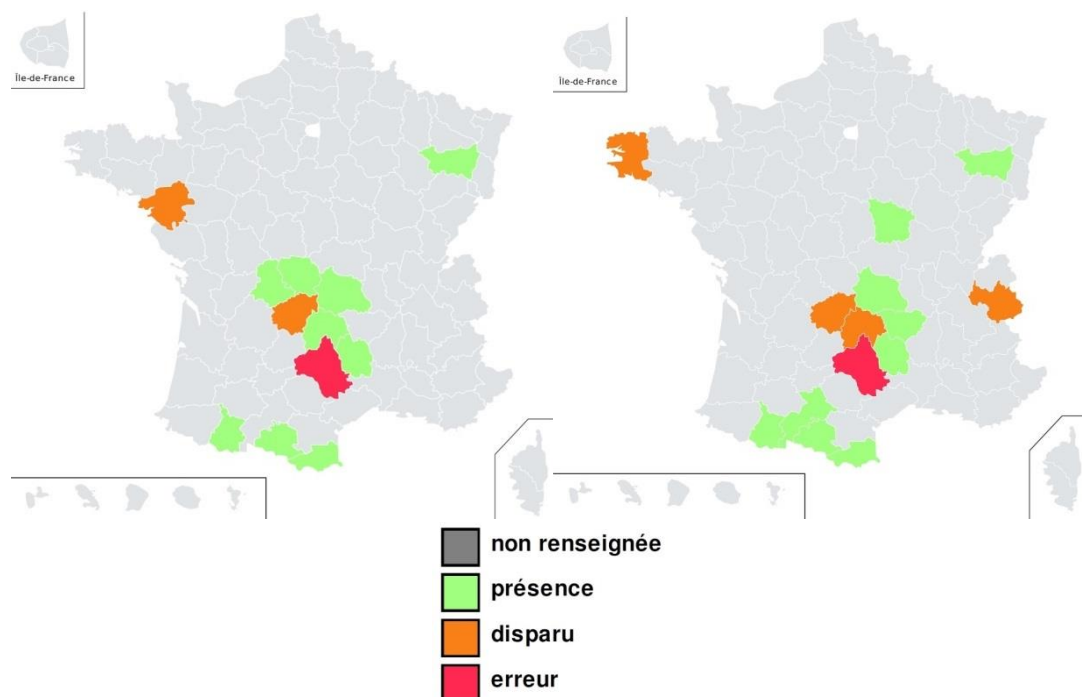 Île-de-France
Île-de-France
non renseignée
présence
disparu
erreur